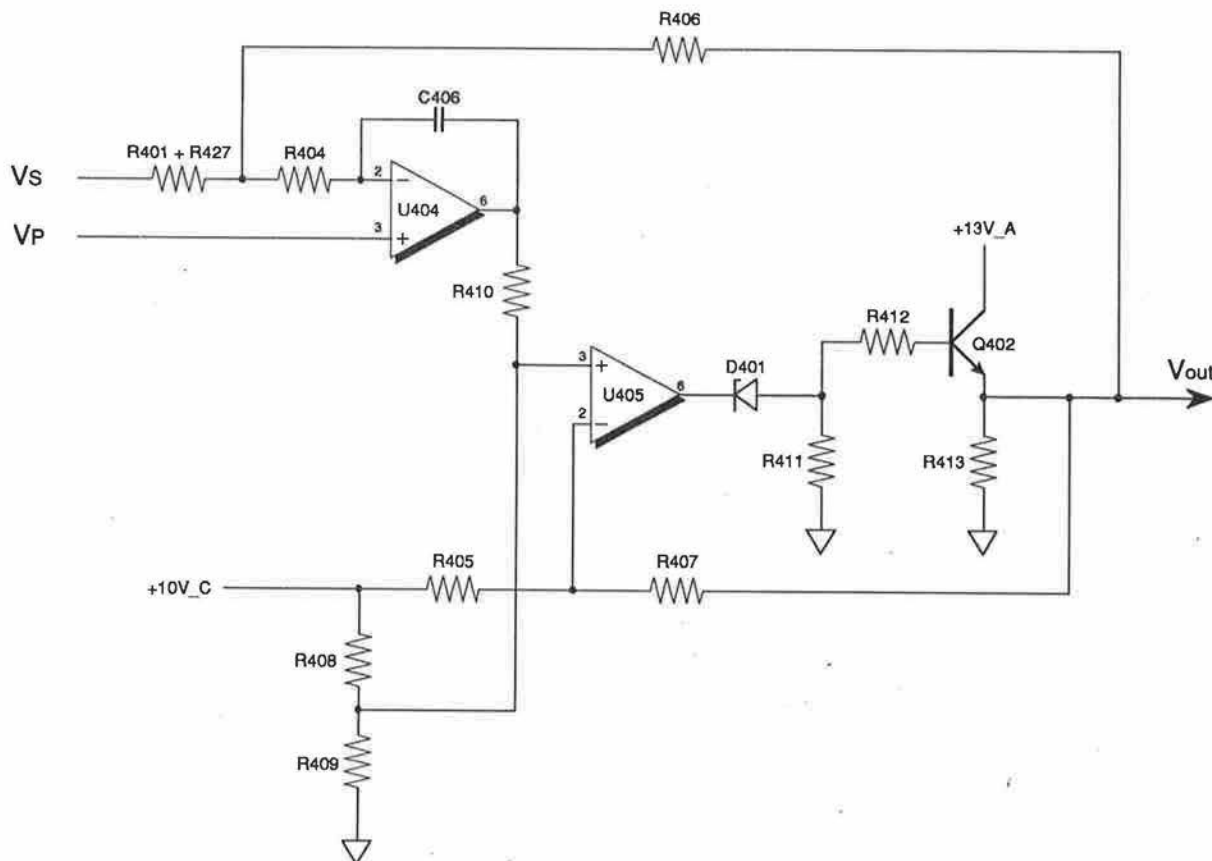 R406
C406
R401 + R427
R404
VS
2
−
6
U404
VP
3
+
+13V_A
R410
R412
Q402
3
+
D401
Vout
6
U405
2
−
R411
R413
R405
R407
+10V_C
R408
R409